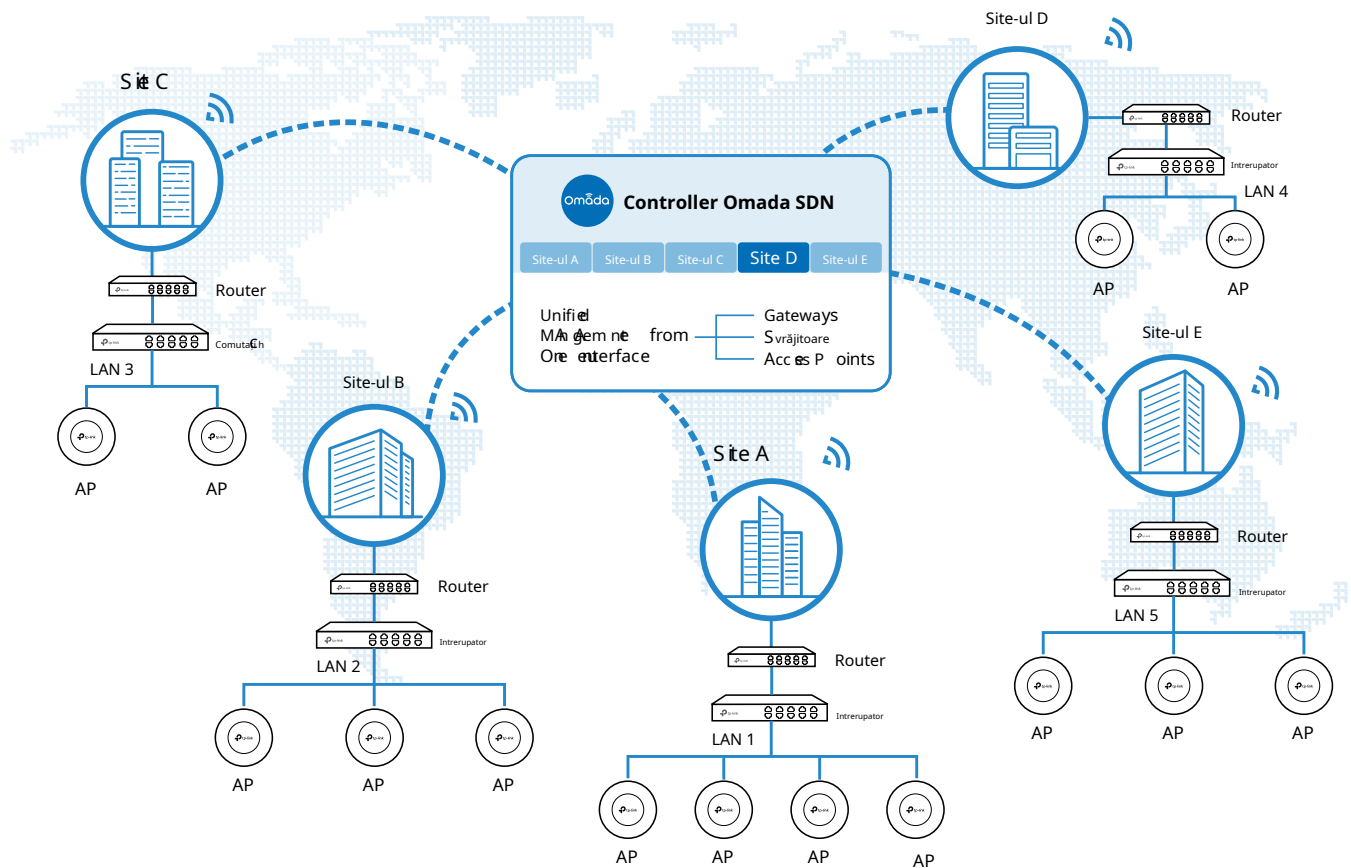 Site-ul D
Router
Intrerupator
LAN 4
AP
AP
Site C
Router
LAN 3
AP
AP
Omada
Controller Omada SDN
Site-ul A
Site-ul B
Site-ul C
Site D
Site-ul E
Unified
from
Gateways
Svrăjitoare
Points
Site-ul B
Router
Intrerupator
LAN 2
AP
AP
AP
Site A
Router
Intrerupator
LAN 1
AP
AP
AP
AP
Site-ul E
Router
Intrerupator
LAN 5
AP
AP
AP